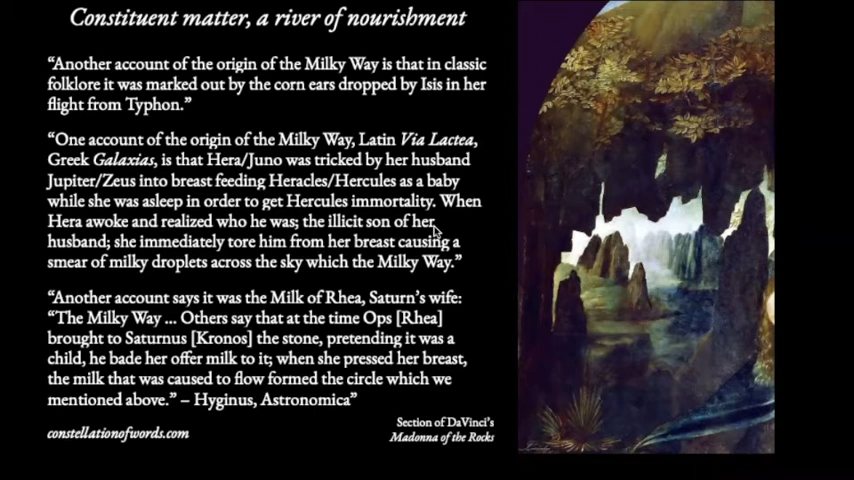 Constituent matter, a river of nourishment
“Another account of the origin of the Milky Way is that in classic
folklore it was marked out by the corn ears dropped by Isis in her
flight from Typhon.”
“One account of the origin of the Milky Way, Latin Via Lactea,
Greek Galaxias, is that Hera/Juno was tricked by her husband
Jupiter/Zeus into breast feeding Heracles/Hercules as a baby
while she was asleep in order to get Hercules immortality. When
Hera awoke and realized who he was; the illicit son of her
husband; she immediately tore him from her breast causing a
smear of milky droplets across the sky which the Milky Way.”
“Another account says it was the Milk of Rhea, Saturn’s wife:
“The Milky Way ... Others say that at the time Ops [Rhea]
brought to Saturnus [Kronos] the stone, pretending it was a
child, he bade her offer milk to it; when she pressed her breast,
the milk that was caused to flow formed the circle which we
mentioned above.” – Hyginus, Astronomica”
Section of DaVinci’s
Madonna of the Rocks
constellationofwords.com